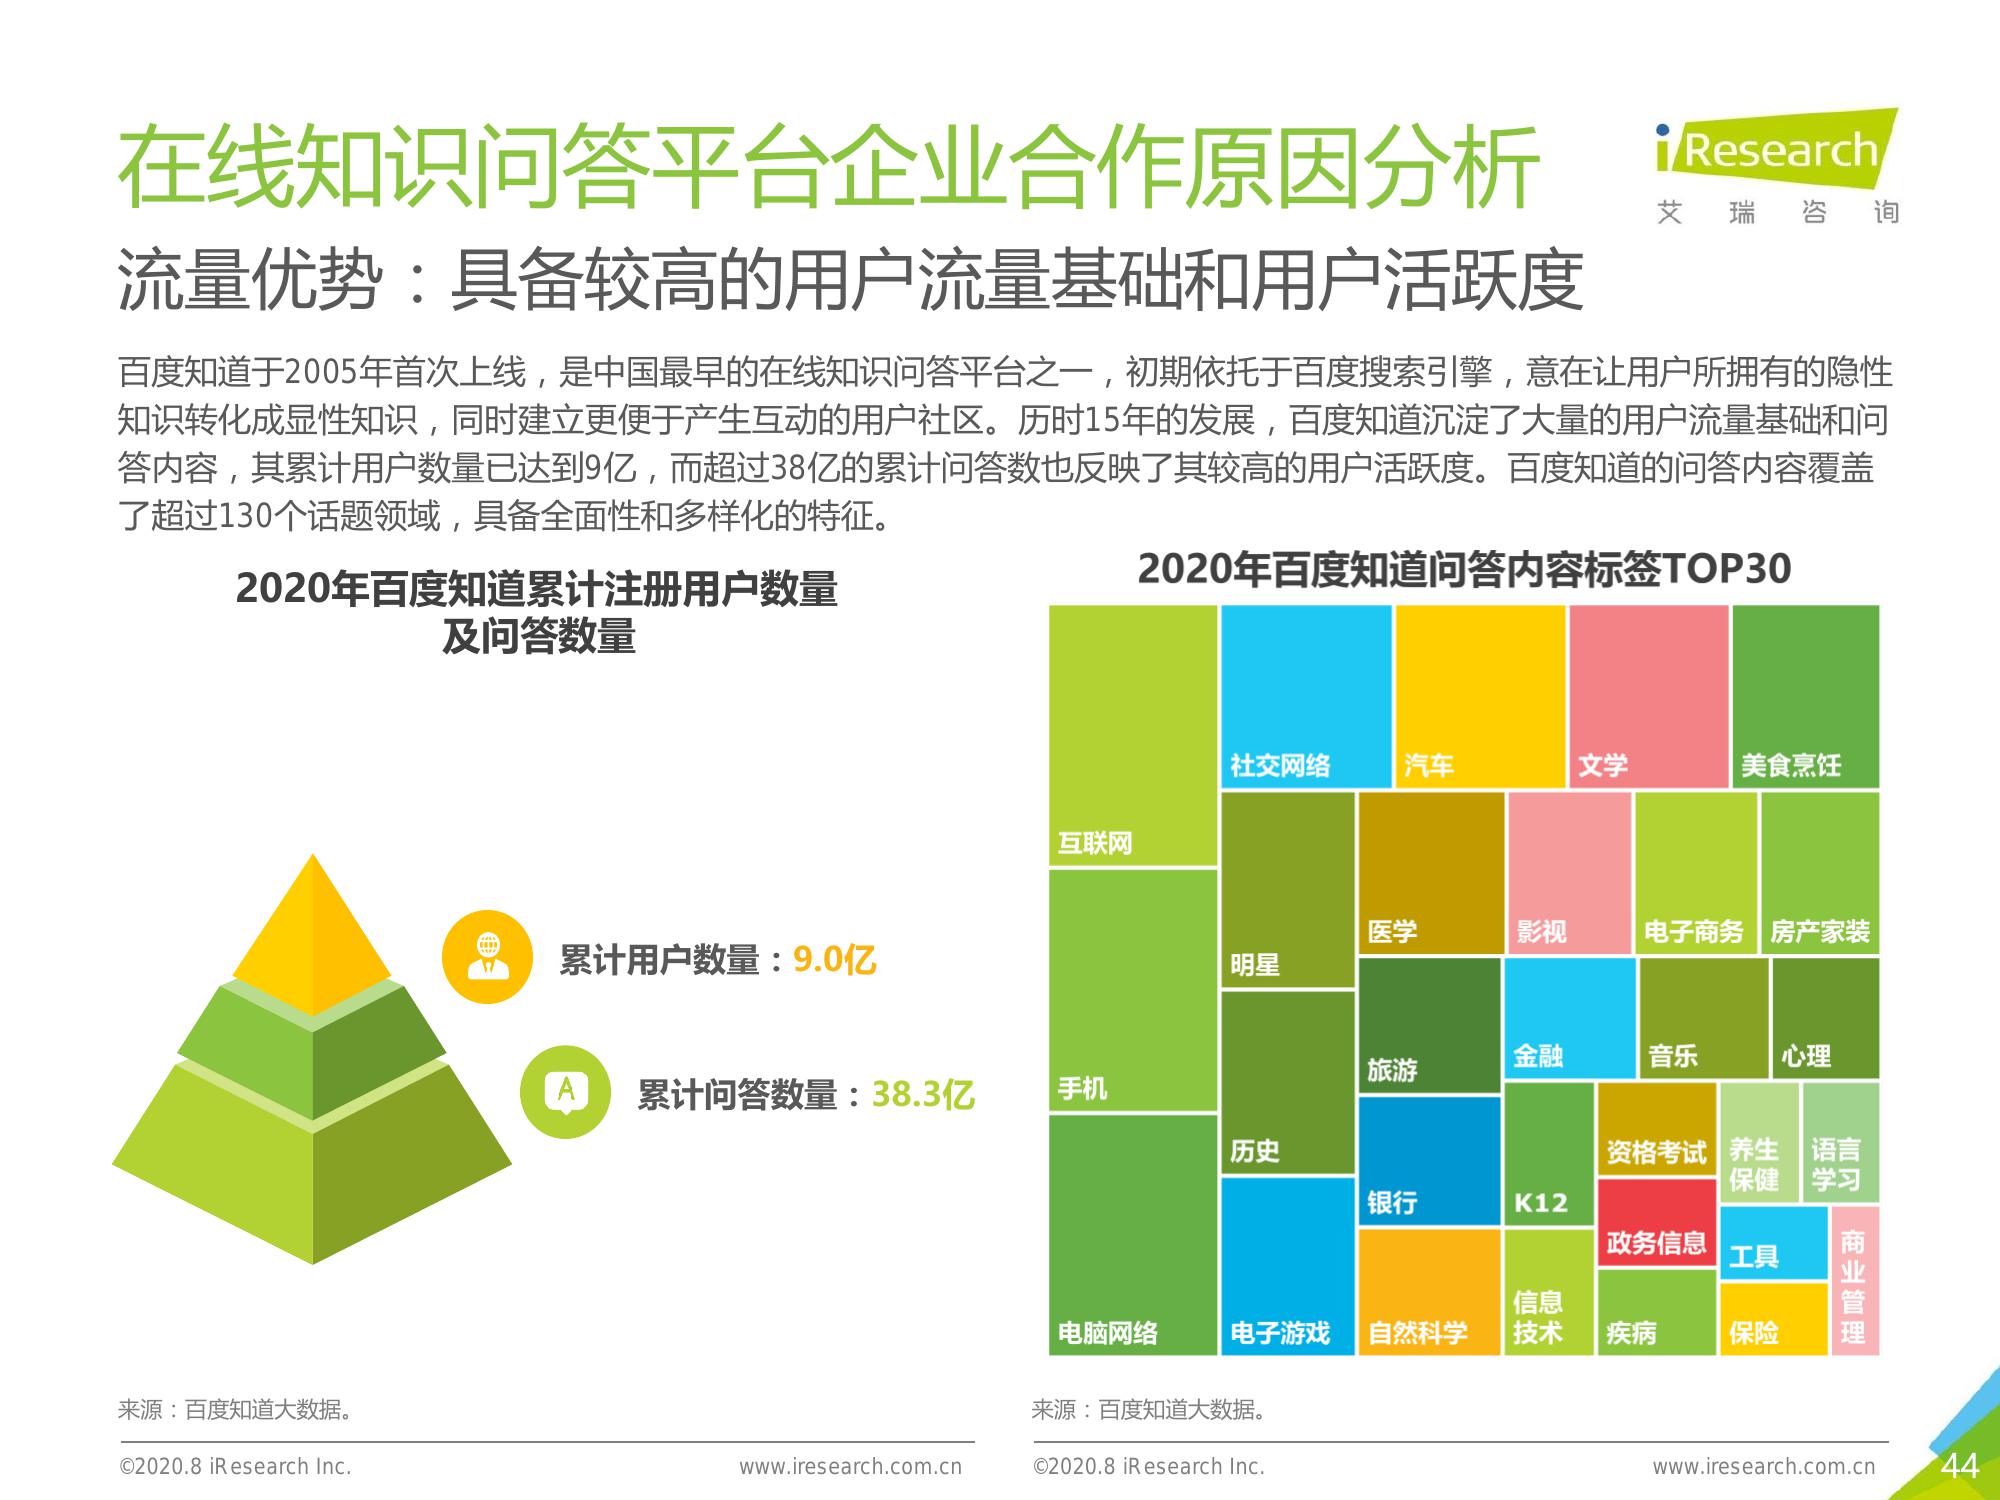 在线知识问答平台企业合作原因分析
iResearch
艾瑞咨询
流量优势：具备较高的用户流量基础和用户活跃度
百度知道于2005年首次上线，是中国最早的在线知识问答平台之一，初期依托于百度搜索引擎，意在让用户所拥有的隐性
知识转化成显性知识，同时建立更便于产生互动的用户社区。历时15年的发展，百度知道沉淀了大量的用户流量基础和问
答内容，其累计用户数量已达到9亿，而超过38亿的累计问答数也反映了其较高的用户活跃度。百度知道的问答内容覆盖
了超过130个话题领域，具备全面性和多样化的特征。
2020年百度知道累计注册用户数量
及问答数量
累计用户数量：9.0亿
A
累计问答数量：38.3亿
来源：百度知道大数据。
©2020.8 iResearch Inc.
www.iresearch.com.cn
2020年百度知道问答内容标签TOP30
互联网
手机
电脑网络
社交网络
汽车
文学
美食烹饪
明星
历史
电子游戏
医学
影视
电子商务
房产家装
旅游
金融
音乐
心理
银行
自然科学
K12
信息
技术
资格考试
政务信息
疾病
养生
保健
语言
学习
工具
保险
商
业
管
理
来源：百度知道大数据。
©2020.8 iResearch Inc.
www.iresearch.com.cn
44